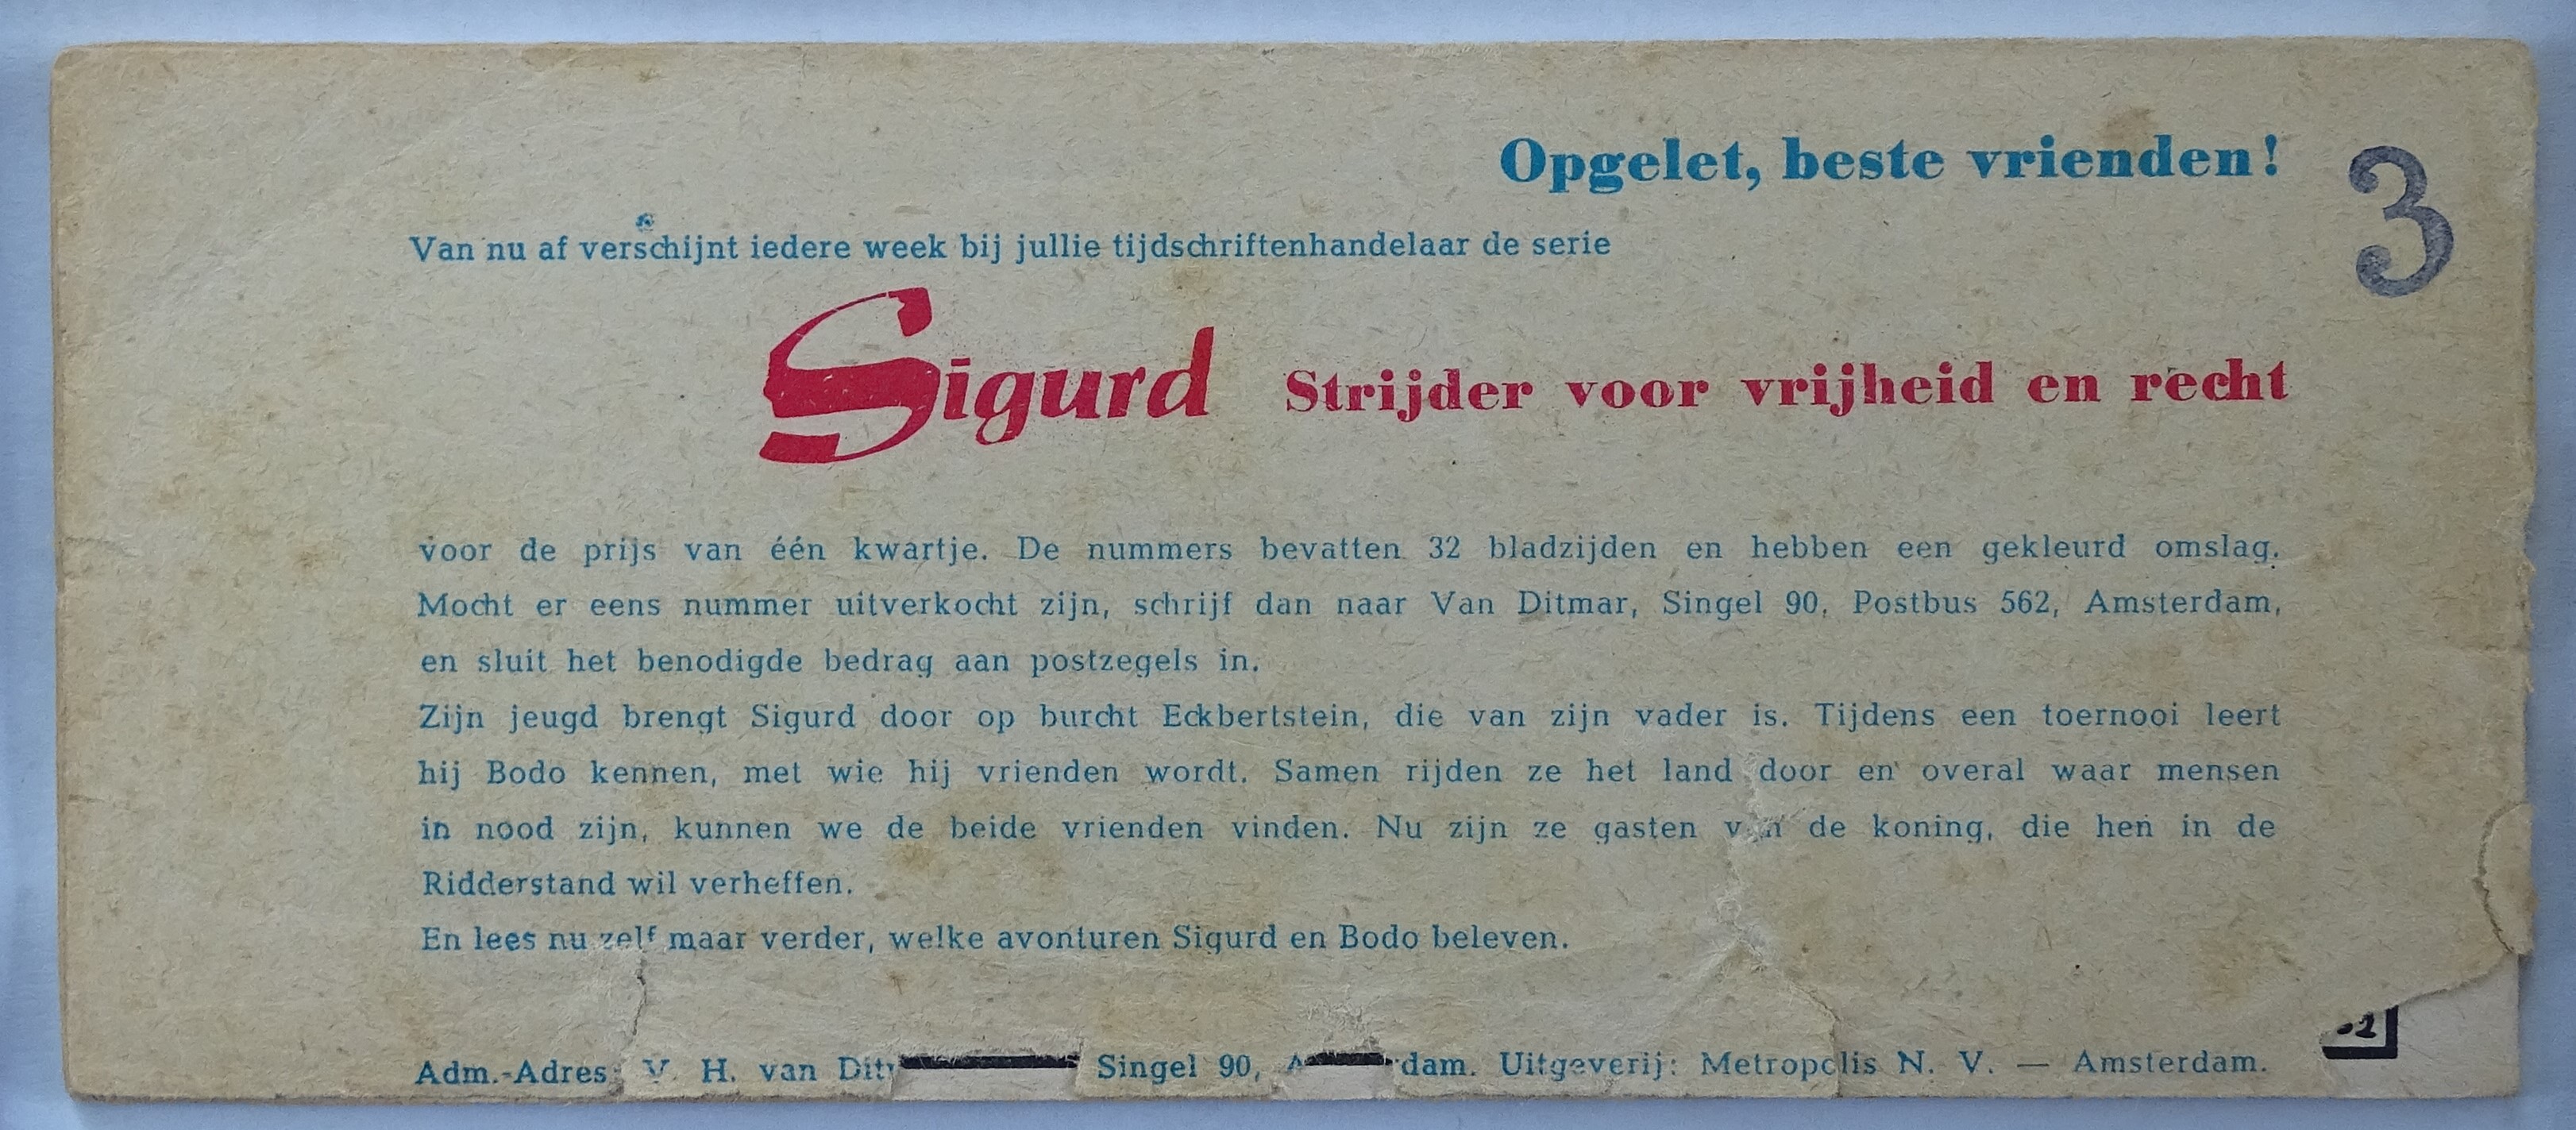 Opgelet, beste vrienden!
3
Van nu af verschijnt iedere week bij jullie tijdschriftenhandelaar de serie
Sigurd Strijder voor vrijheid en recht
voor de prijs van één kwartje. De nummers bevatten 32 bladzijden en hebben een gekleurd omslag.
Mocht er eens nummer uitverkocht zijn, schrijf dan naar Van Ditmar, Singel 90, Postbus 562, Amsterdam,
en sluit het benodigde bedrag aan postzegels in.
Zijn jeugd brengt Sigurd door op burcht Eckbertstein, die van zijn vader is. Tijdens een toernooi leert
hij Bodo kennen, met wie hij vrienden wordt. Samen rijden ze het land door en overal waar mensen
in nood zijn, kunnen we de beide vrienden vinden. Nu zijn ze gasten van de koning, die hen in de
Ridderstand wil verheffen.
En lees nu zelf maar verder, welke avonturen Sigurd en Bodo beleven.
Adm.-Adres: V. H. van Singel 90, Uitgeverij: Metropolis N. V. — Amsterdam.